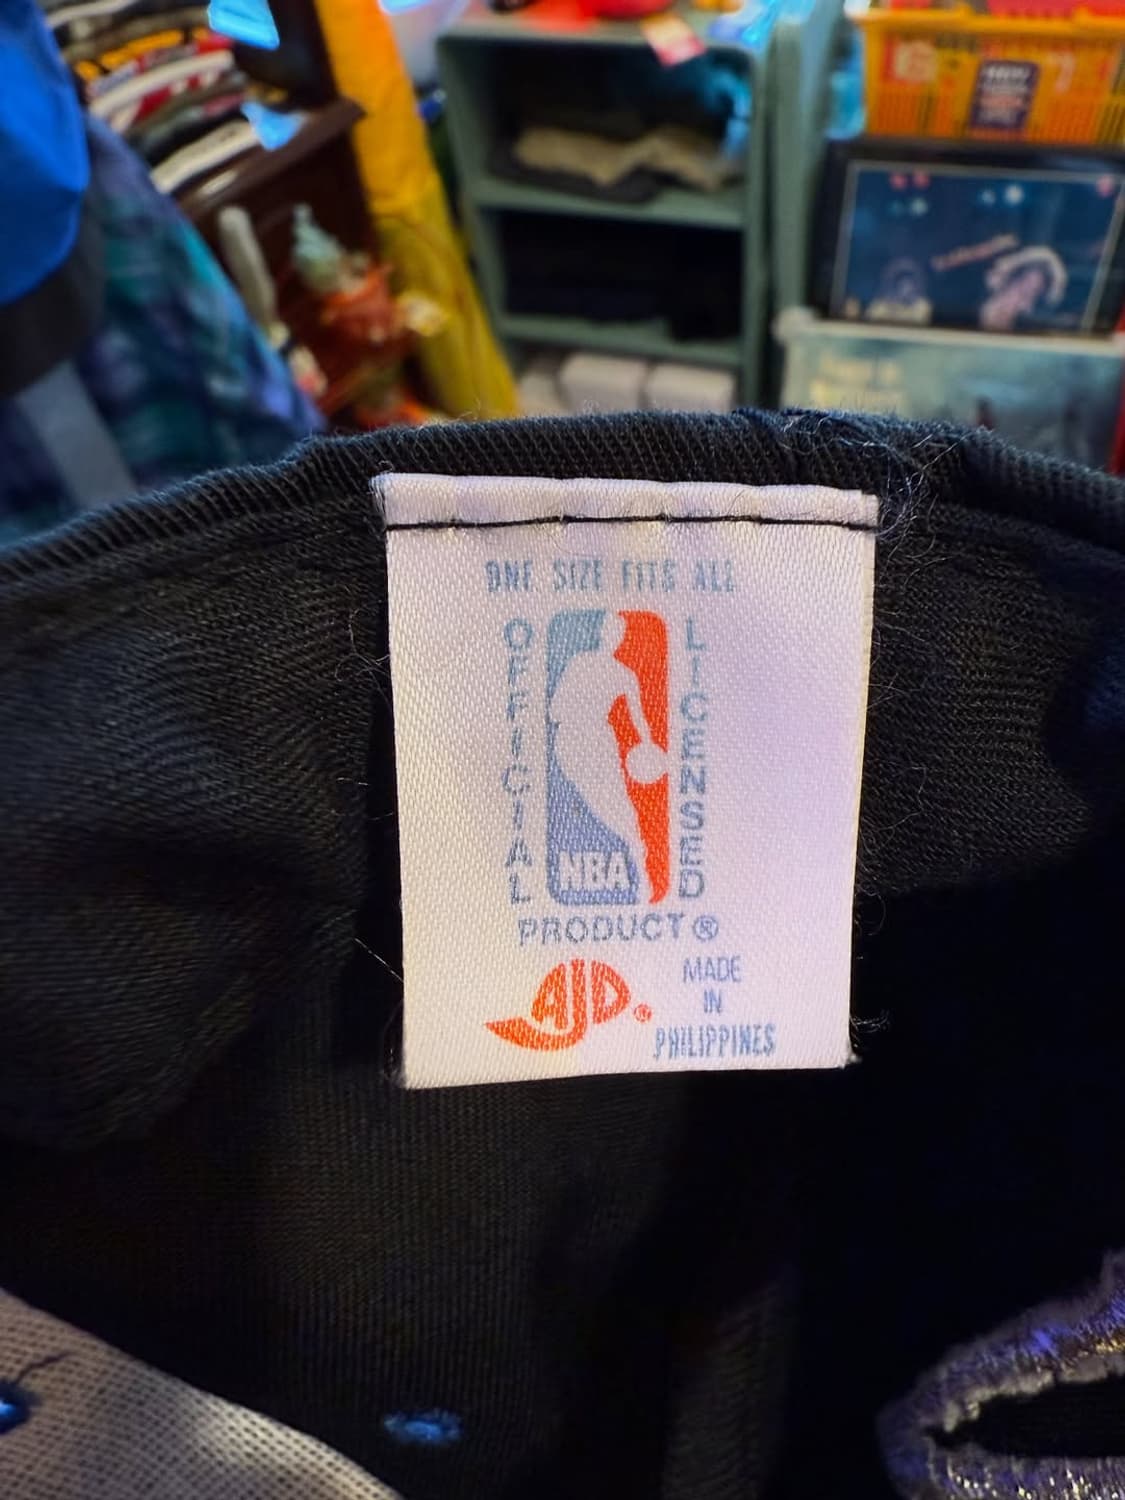 ONE SIZE FITS ALL
OFFICIAL
LICENSED
NBA
PRODUCT®
AJD®
MADE
IN
PHILIPPINES